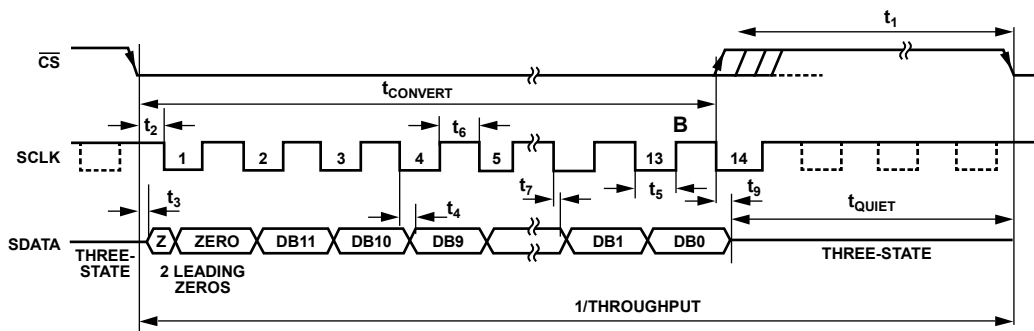 t1
CS
tCONVERT
t2
t6
B
SCLK
1
2
3
4
5
13
14
t3
t4
t7
t5
t9
tQUIET
SDATA
Z
ZERO
DB11
DB10
DB9
DB1
DB0
THREE-
STATE
2 LEADING
ZEROS
THREE-STATE
1/THROUGHPUT